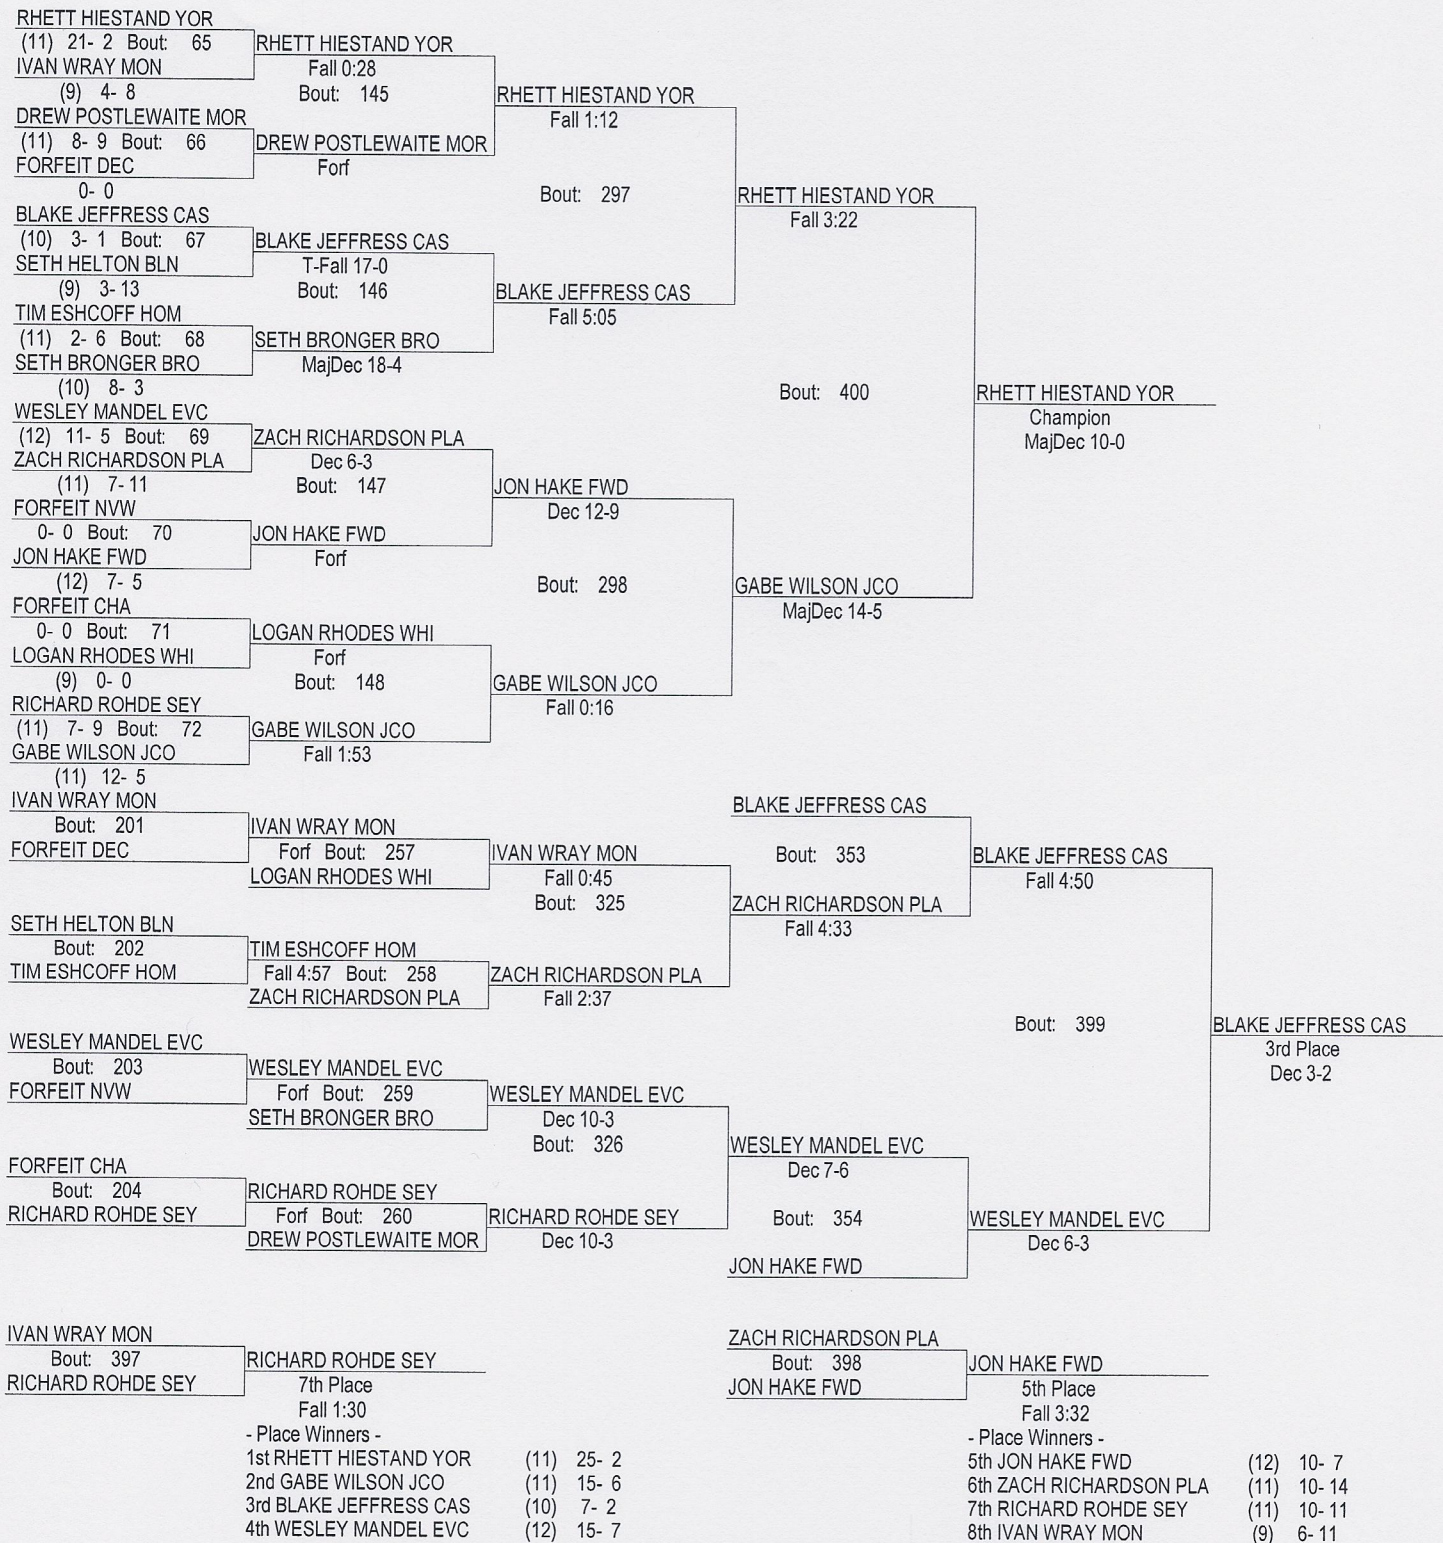 RHETT HIESTAND YOR
(11) 21- 2 Bout: 65
IVAN WRAY MON
(9) 4- 8
DREW POSTLEWAITE MOR
(11) 8- 9 Bout: 66
FORFEIT DEC
0- 0
BLAKE JEFFRESS CAS
(10) 3- 1 Bout: 67
SETH HELTON BLN
(9) 3-13
TIM ESHCOFF HOM
(11) 2- 6 Bout: 68
SETH BRONGER BRO
(10) 8- 3
WESLEY MANDEL EVC
(12) 11- 5 Bout: 69
ZACH RICHARDSON PLA
(11) 7-11
FORFEIT NVW
0- 0 Bout: 70
JON HAKE FWD
(12) 7- 5
FORFEIT CHA
0- 0 Bout: 71
LOGAN RHODES WHI
(9) 0- 0
RICHARD ROHDE SEY
(11) 7- 9 Bout: 72
GABE WILSON JCO
(11) 12- 5
RHETT HIESTAND YOR
Fall 0:28
Bout: 145
DREW POSTLEWAITE MOR
Forf
BLAKE JEFFRESS CAS
T-Fall 17-0
Bout: 146
SETH BRONGER BRO
MajDec 18-4
ZACH RICHARDSON PLA
Dec 6-3
Bout: 147
JON HAKE FWD
Forf
LOGAN RHODES WHI
Forf
Bout: 148
GABE WILSON JCO
Fall 1:53
RHETT HIESTAND YOR
Fall 1:12
Bout: 297
BLAKE JEFFRESS CAS
Fall 5:05
JON HAKE FWD
Dec 12-9
Bout: 298
GABE WILSON JCO
Fall 0:16
RHETT HIESTAND YOR
Fall 3:22
Bout: 400
GABE WILSON JCO
MajDec 14-5
RHETT HIESTAND YOR
Champion
MajDec 10-0
IVAN WRAY MON
Bout: 201
FORFEIT DEC
SETH HELTON BLN
Bout: 202
TIM ESHCOFF HOM
WESLEY MANDEL EVC
Bout: 203
FORFEIT NVW
FORFEIT CHA
Bout: 204
RICHARD ROHDE SEY
IVAN WRAY MON
Forf Bout: 257
LOGAN RHODES WHI
TIM ESHCOFF HOM
Fall 4:57 Bout: 258
ZACH RICHARDSON PLA
WESLEY MANDEL EVC
Forf Bout: 259
SETH BRONGER BRO
RICHARD ROHDE SEY
Forf Bout: 260
DREW POSTLEWAITE MOR
IVAN WRAY MON
Fall 0:45
Bout: 325
ZACH RICHARDSON PLA
Fall 2:37
WESLEY MANDEL EVC
Dec 10-3
Bout: 326
RICHARD ROHDE SEY
Dec 10-3
BLAKE JEFFRESS CAS
Bout: 353
ZACH RICHARDSON PLA
Fall 4:33
WESLEY MANDEL EVC
Dec 7-6
Bout: 354
JON HAKE FWD
BLAKE JEFFRESS CAS
Fall 4:50
Bout: 399
WESLEY MANDEL EVC
Dec 6-3
BLAKE JEFFRESS CAS
3rd Place
Dec 3-2
IVAN WRAY MON
Bout: 397
RICHARD ROHDE SEY
RICHARD ROHDE SEY
7th Place
Fall 1:30
- Place Winners -
1st RHETT HIESTAND YOR (11) 25- 2
2nd GABE WILSON JCO (11) 15- 6
3rd BLAKE JEFFRESS CAS (10) 7- 2
4th WESLEY MANDEL EVC (12) 15- 7
ZACH RICHARDSON PLA
Bout: 398
JON HAKE FWD
JON HAKE FWD
5th Place
Fall 3:32
- Place Winners -
5th JON HAKE FWD (12) 10- 7
6th ZACH RICHARDSON PLA (11) 10-14
7th RICHARD ROHDE SEY (11) 10-11
8th IVAN WRAY MON (9) 6-11